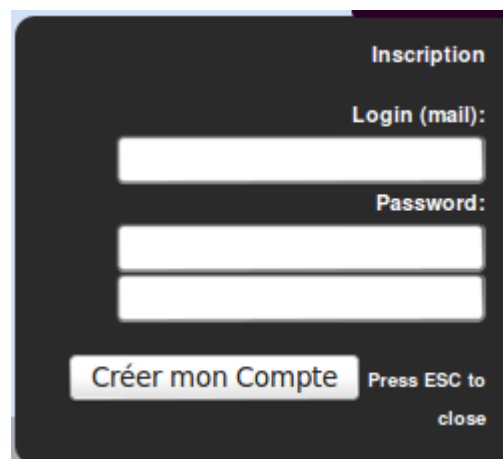 Inscription
Login (mail):
Password:
Créer mon Compte Press ESC to
close